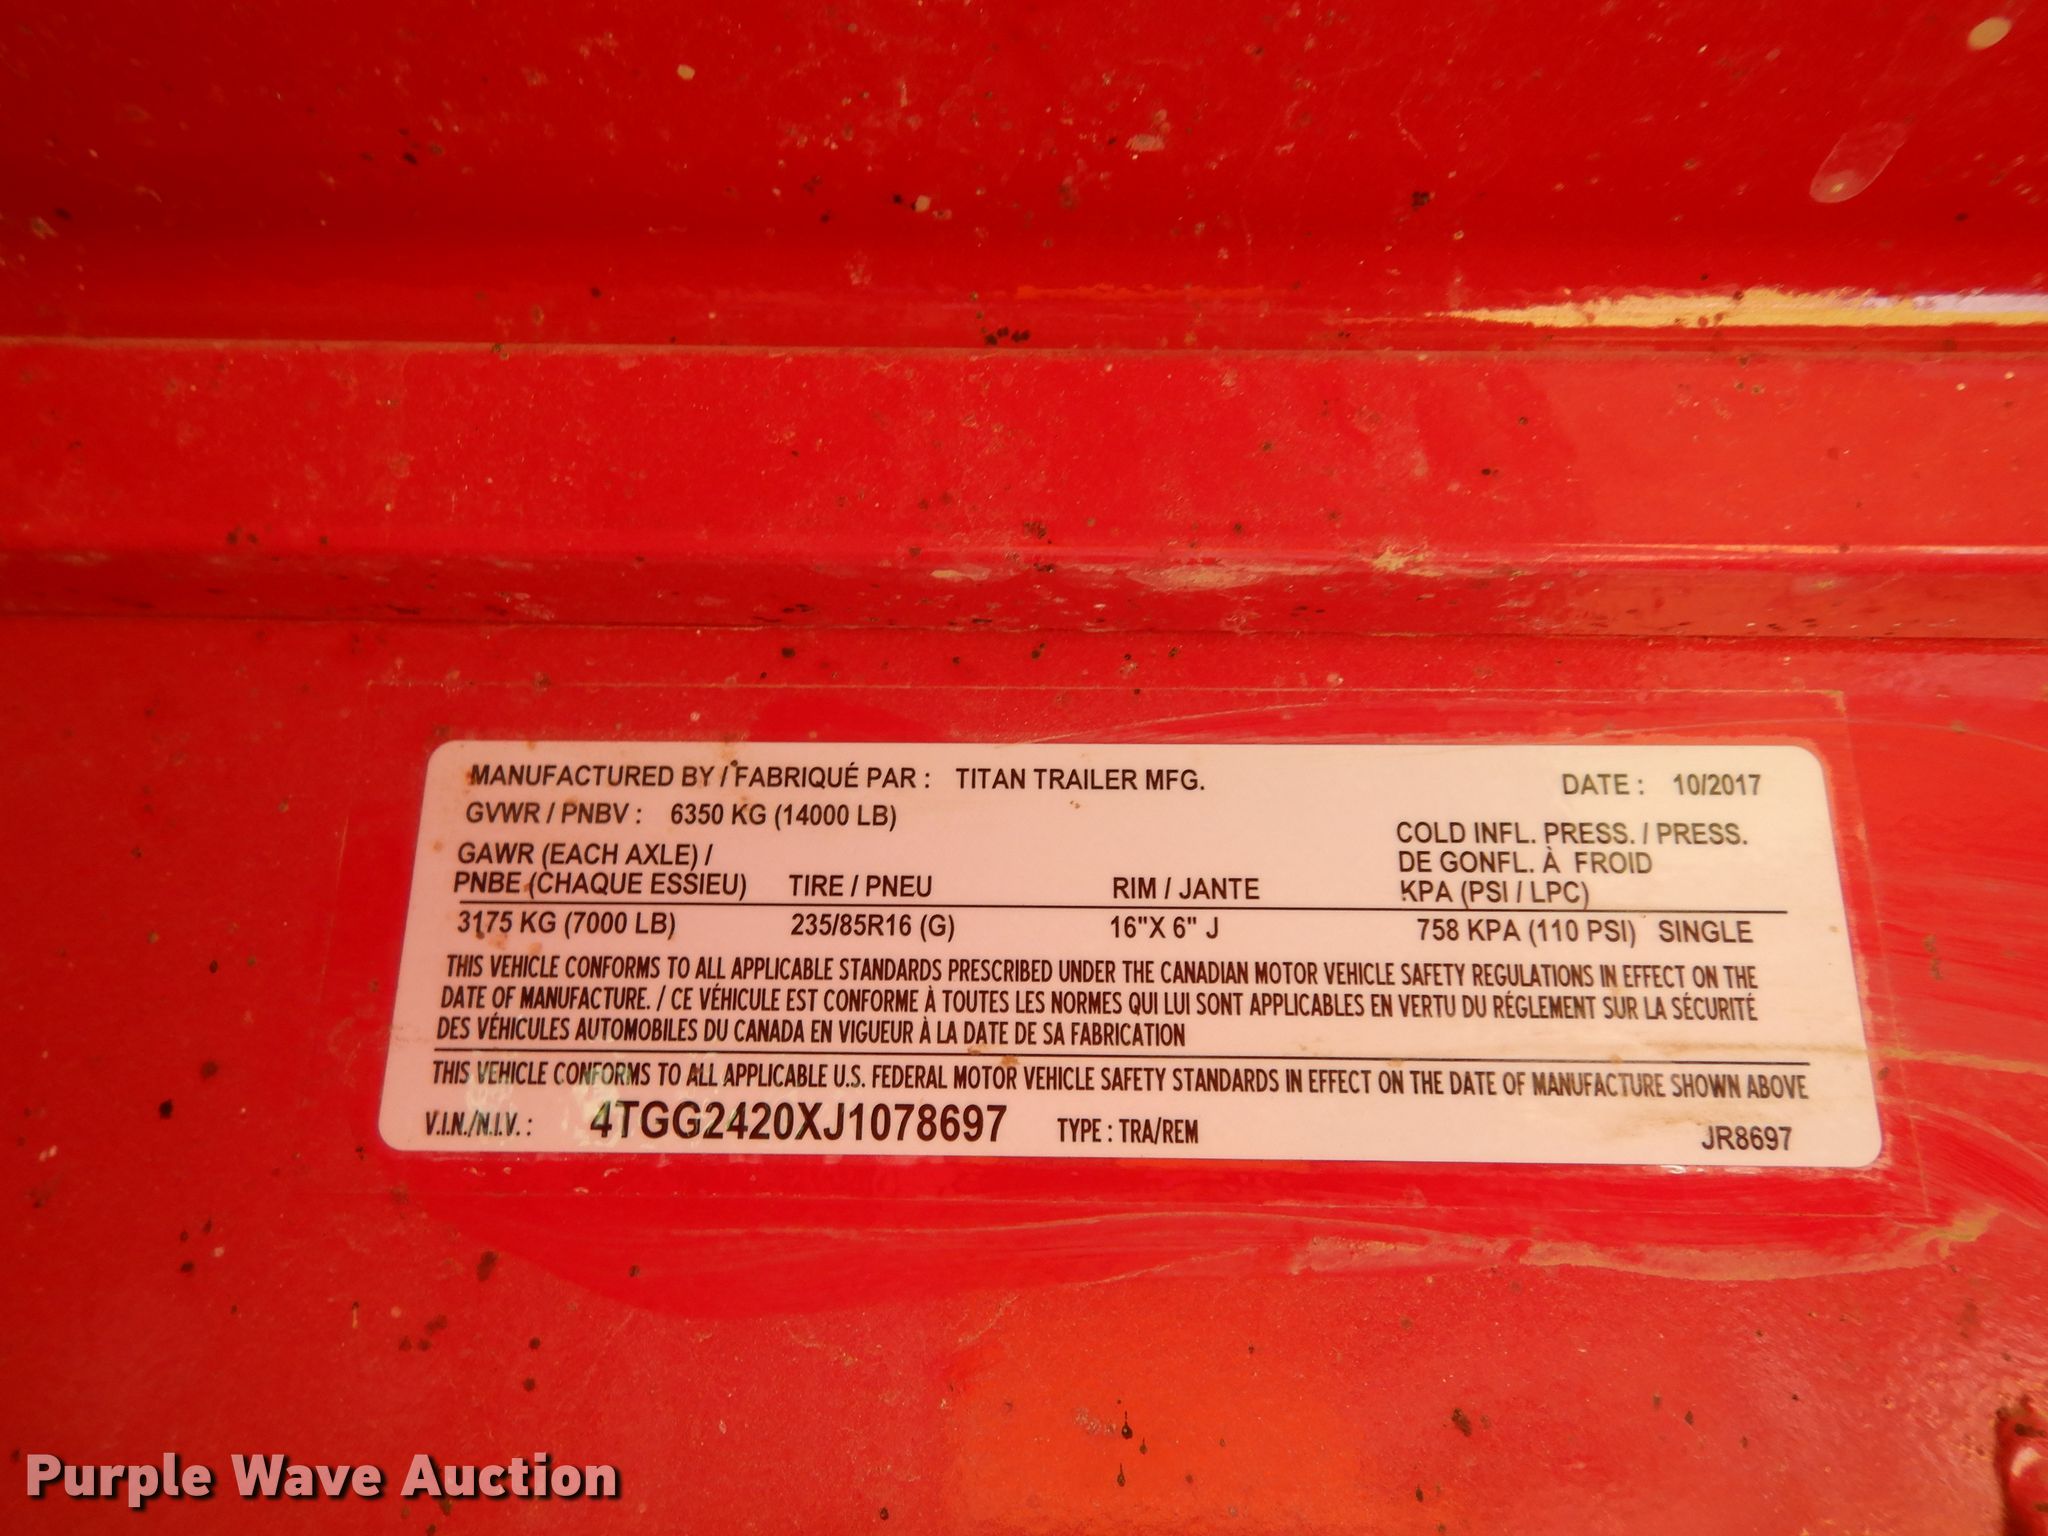 MANUFACTURED BY / FABRIQUÉ PAR : TITAN TRAILER MFG. DATE : 10/2017
GVWR / PNBV : 6350 KG (14000 LB)
COLD INFL. PRESS. / PRESS.
GAWR (EACH AXLE) / DE GONFL. À FROID
PNBE (CHAQUE ESSIEU) TIRE / PNEU RIM / JANTE KPA (PSI / LPC)
3175 KG (7000 LB) 235/85R16 (G) 16"X 6" J 758 KPA (110 PSI) SINGLE
THIS VEHICLE CONFORMS TO ALL APPLICABLE STANDARDS PRESCRIBED UNDER THE CANADIAN MOTOR VEHICLE SAFETY REGULATIONS IN EFFECT ON THE
DATE OF MANUFACTURE. / CE VÉHICULE EST CONFORME À TOUTES LES NORMES QUI LUI SONT APPLICABLES EN VERTU DU RÉGLEMENT SUR LA SÉCURITÉ
DES VÉHICULES AUTOMOBILES DU CANADA EN VIGUEUR À LA DATE DE SA FABRICATION
THIS VEHICLE CONFORMS TO ALL APPLICABLE U.S. FEDERAL MOTOR VEHICLE SAFETY STANDARDS IN EFFECT ON THE DATE OF MANUFACTURE SHOWN ABOVE
V.I.N./N.I.V. : 4TGG2420XJ1078697 TYPE : TRA/REM JR8697
Purple Wave Auction